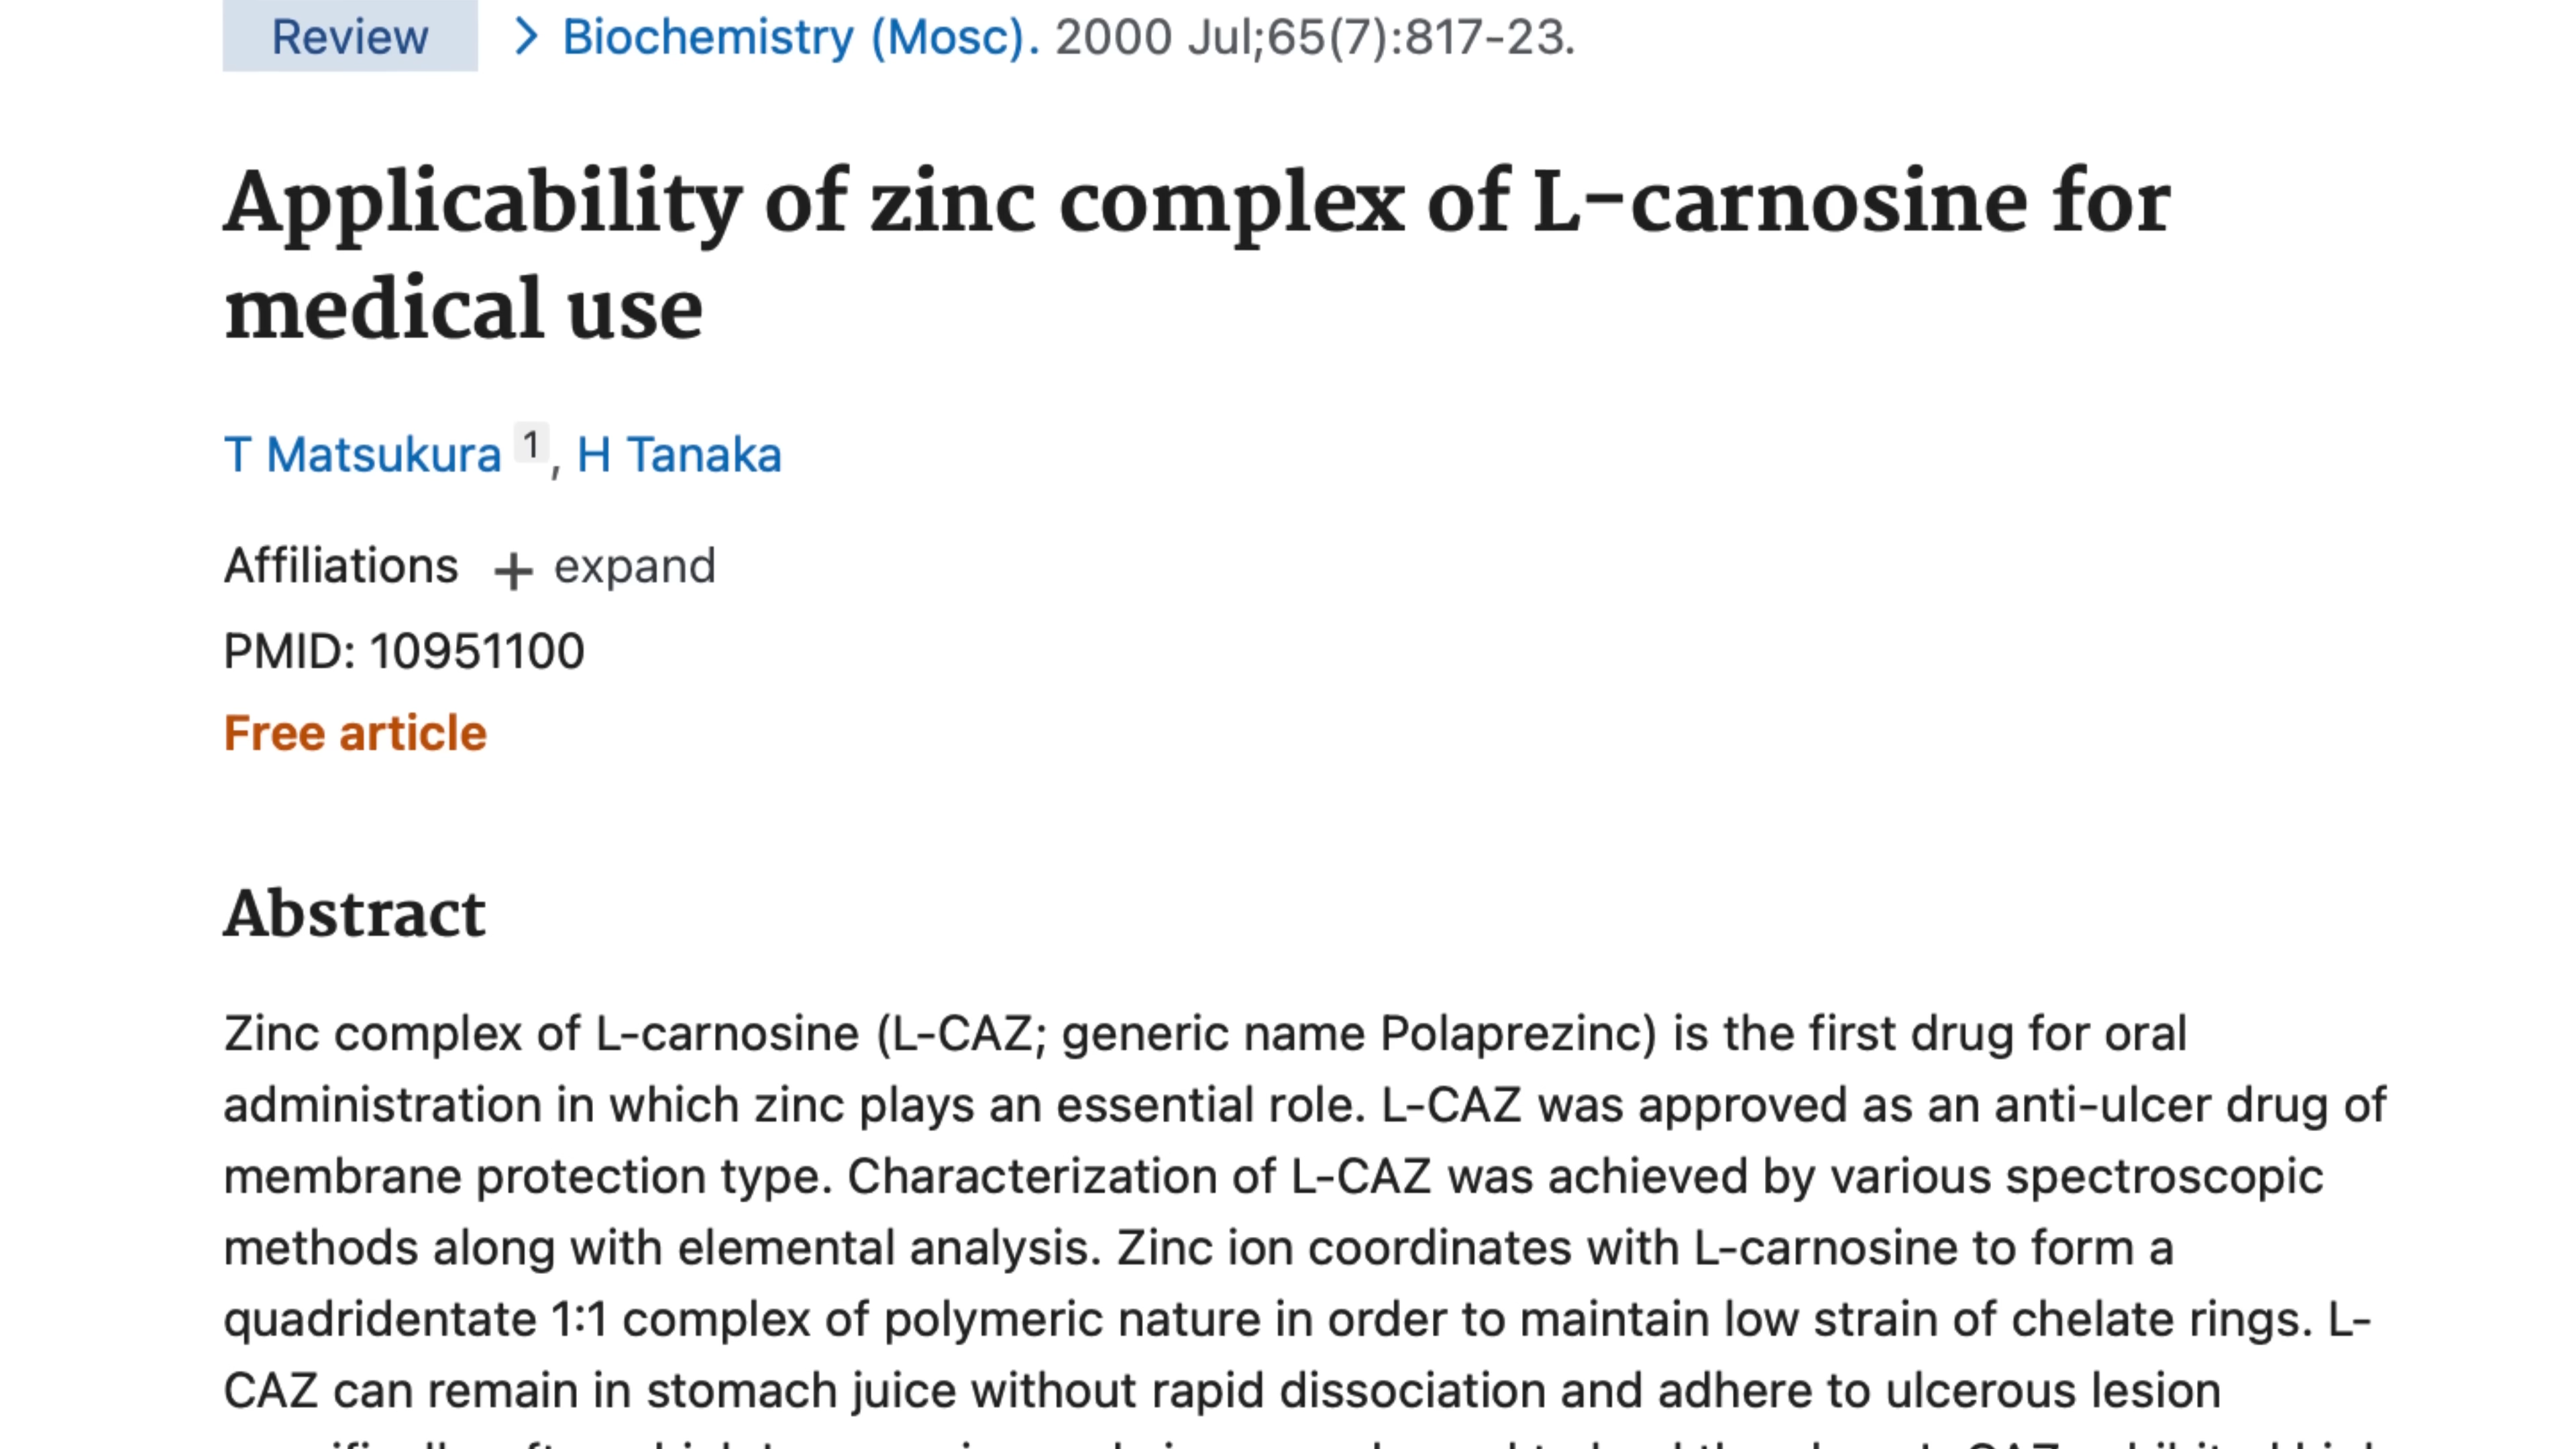 Review > Biochemistry (Mosc). 2000 Jul;65(7):817-23.
Applicability of zinc complex of L-carnosine for
medical use
T Matsukura 1, H Tanaka
Affiliations + expand
PMID: 10951100
Free article
Abstract
Zinc complex of L-carnosine (L-CAZ; generic name Polaprezinc) is the first drug for oral
administration in which zinc plays an essential role. L-CAZ was approved as an anti-ulcer drug of
membrane protection type. Characterization of L-CAZ was achieved by various spectroscopic
methods along with elemental analysis. Zinc ion coordinates with L-carnosine to form a
quadridentate 1:1 complex of polymeric nature in order to maintain low strain of chelate rings. L-
CAZ can remain in stomach juice without rapid dissociation and adhere to ulcerous lesion